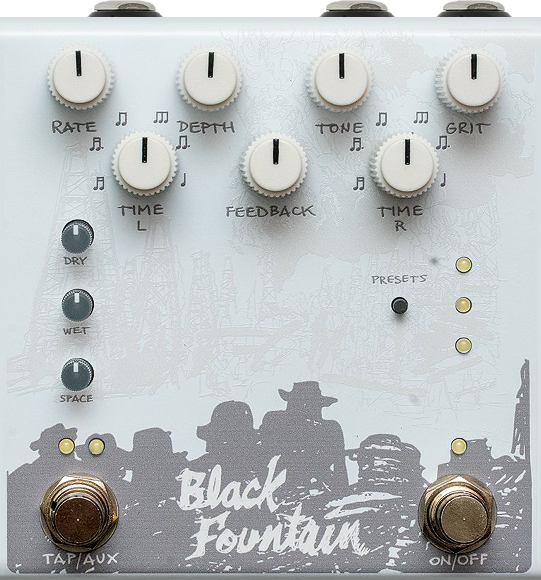 RATE
DEPTH
TONE
GRIT
TIME
L
FEEDBACK
TIME
R
DRY
PRESETS
WET
SPACE
Black
Fountain
TAP/AUX
ON/OFF